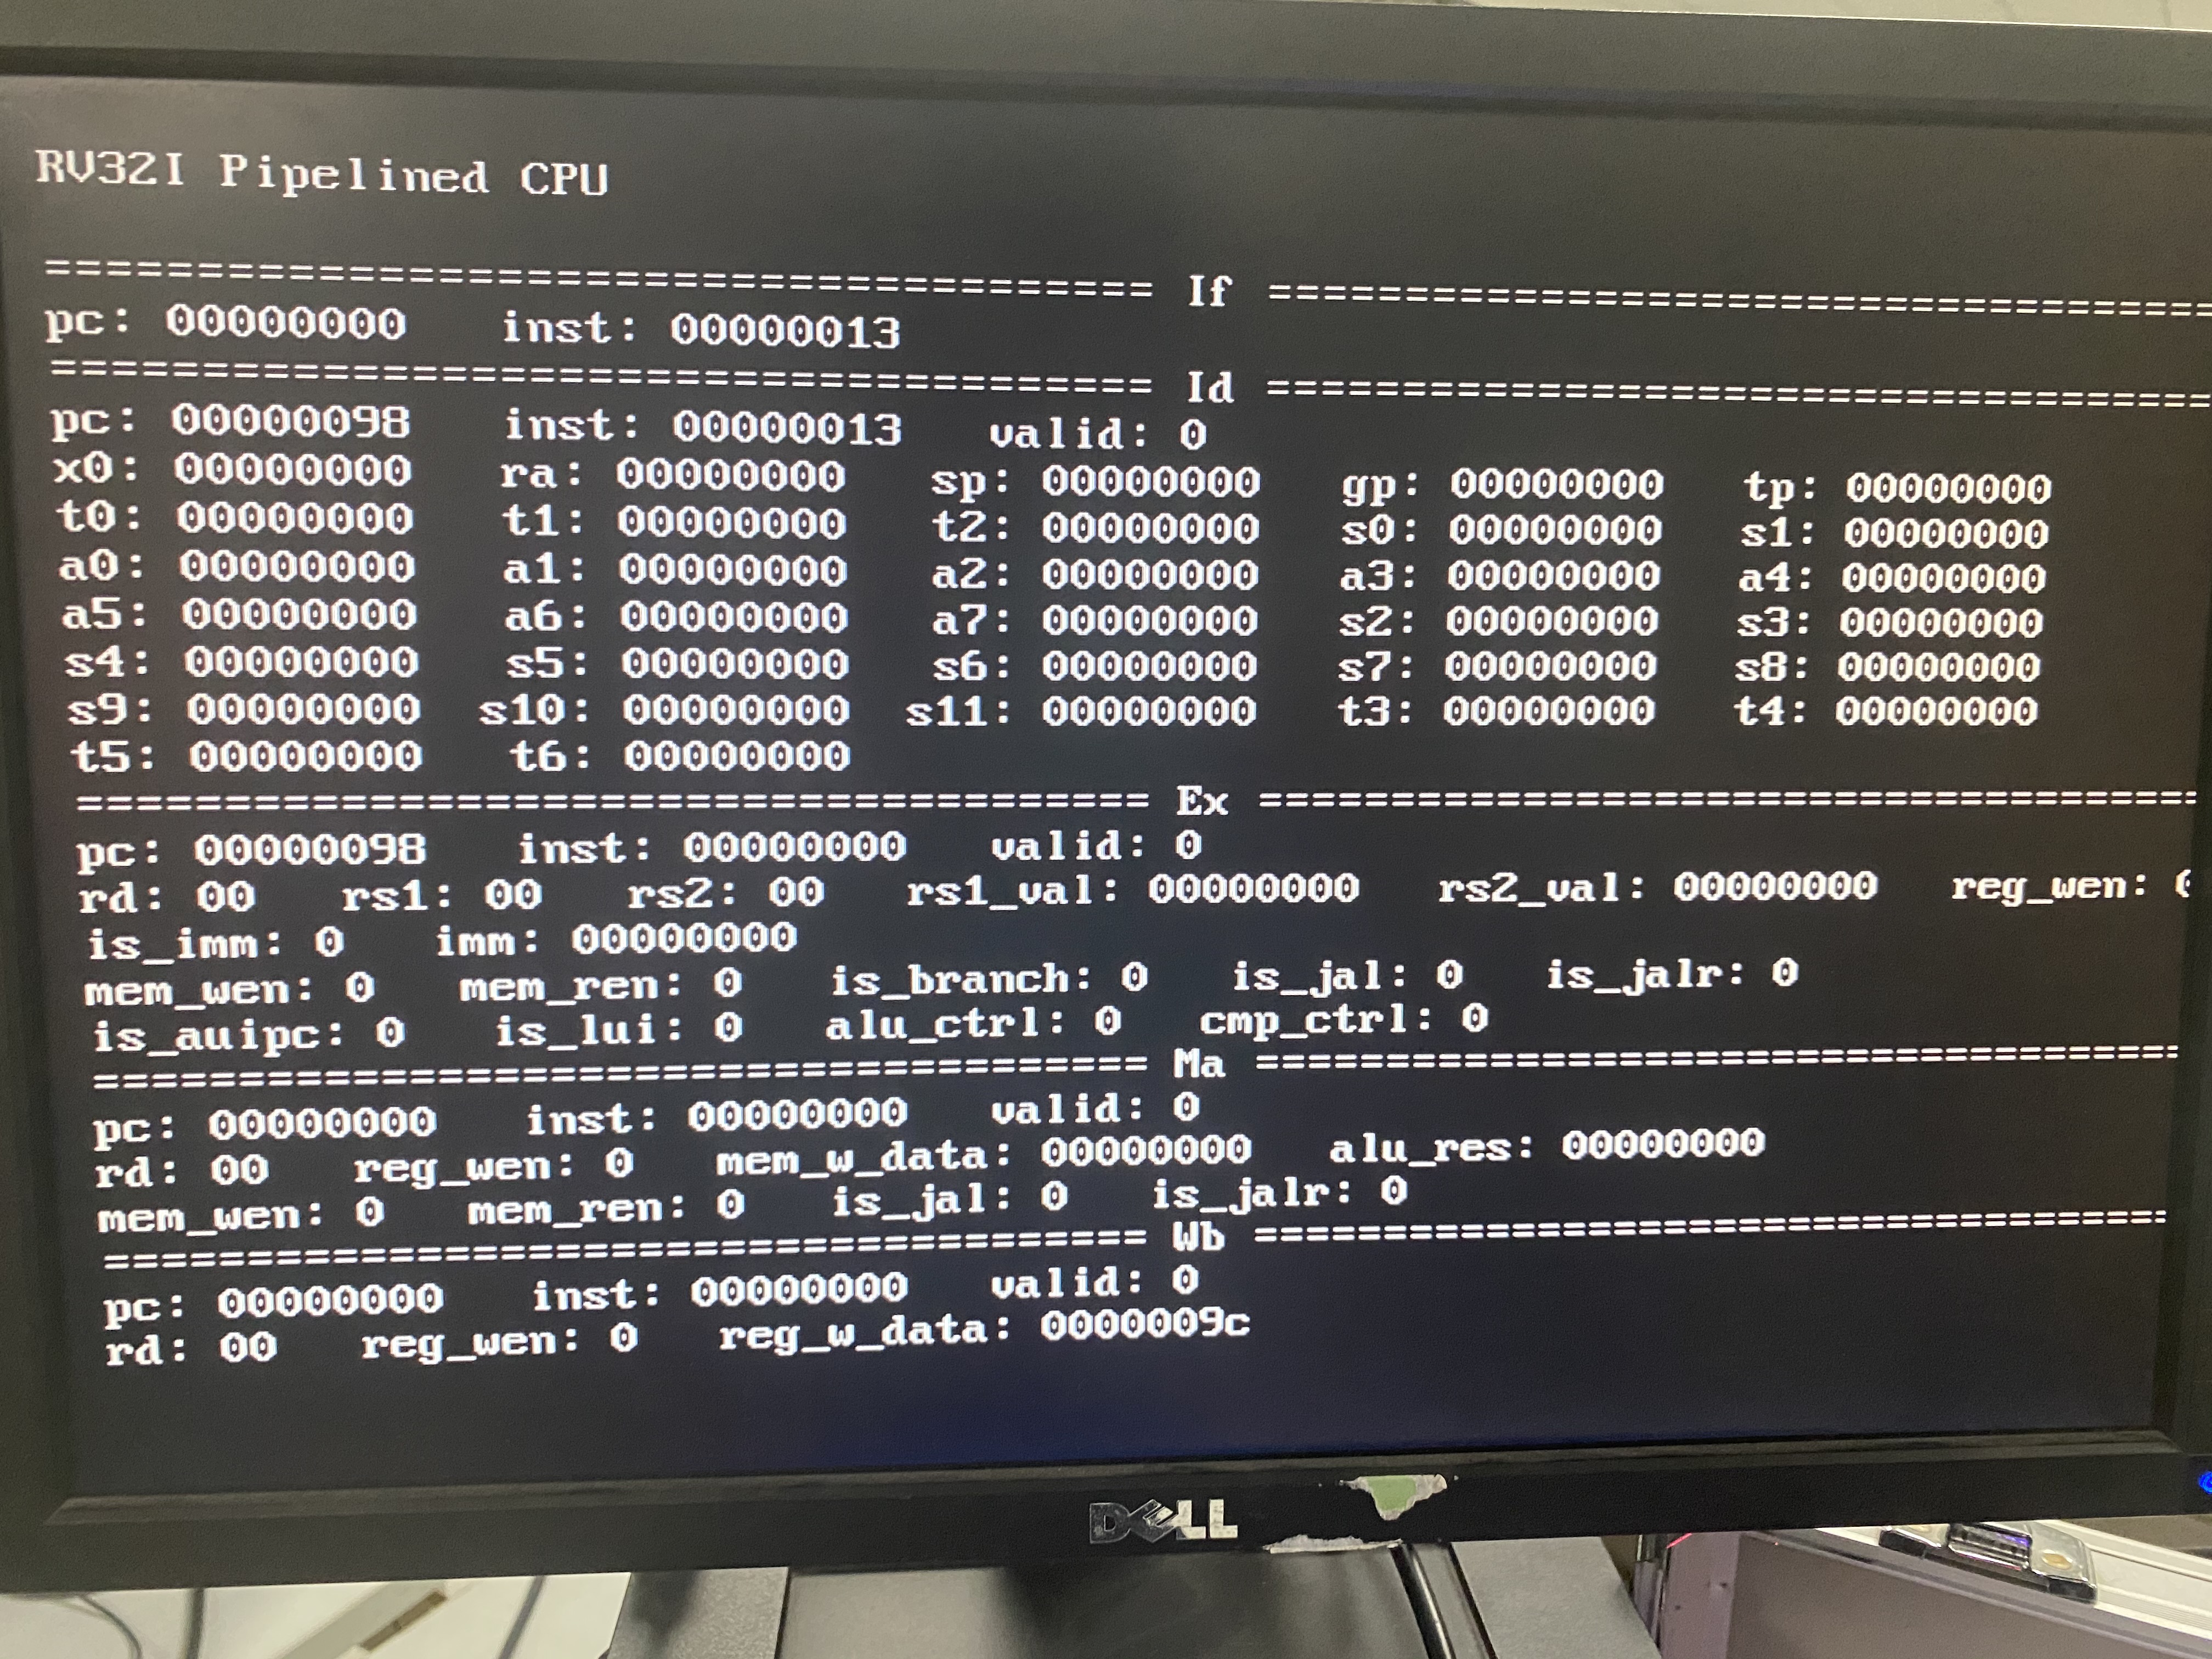 RV32I Pipelined CPU
===================================== If ================================
pc: 00000000 inst: 00000013
===================================== Id ================================
pc: 00000098 inst: 00000013 valid: 0
x0: 00000000 ra: 00000000 sp: 00000000 gp: 00000000 tp: 00000000
t0: 00000000 t1: 00000000 t2: 00000000 s0: 00000000 s1: 00000000
a0: 00000000 a1: 00000000 a2: 00000000 a3: 00000000 a4: 00000000
a5: 00000000 a6: 00000000 a7: 00000000 s2: 00000000 s3: 00000000
s4: 00000000 s5: 00000000 s6: 00000000 s7: 00000000 s8: 00000000
s9: 00000000 s10: 00000000 s11: 00000000 t3: 00000000 t4: 00000000
t5: 00000000 t6: 00000000
===================================== Ex ================================
pc: 00000098 inst: 00000000 valid: 0
rd: 00 rs1: 00 rs2: 00 rs1_val: 00000000 rs2_val: 00000000 reg_wen:
is_imm: 0 imm: 00000000
mem_wen: 0 mem_ren: 0 is_branch: 0 is_jal: 0 is_jalr: 0
is_auipc: 0 is_lui: 0 alu_ctrl: 0 cmp_ctrl: 0
===================================== Ma ================================
pc: 00000000 inst: 00000000 valid: 0
rd: 00 reg_wen: 0 mem_w_data: 00000000 alu_res: 00000000
mem_wen: 0 mem_ren: 0 is_jal: 0 is_jalr: 0
===================================== Wb ================================
pc: 00000000 inst: 00000000 valid: 0
rd: 00 reg_wen: 0 reg_w_data: 0000009c
DELL